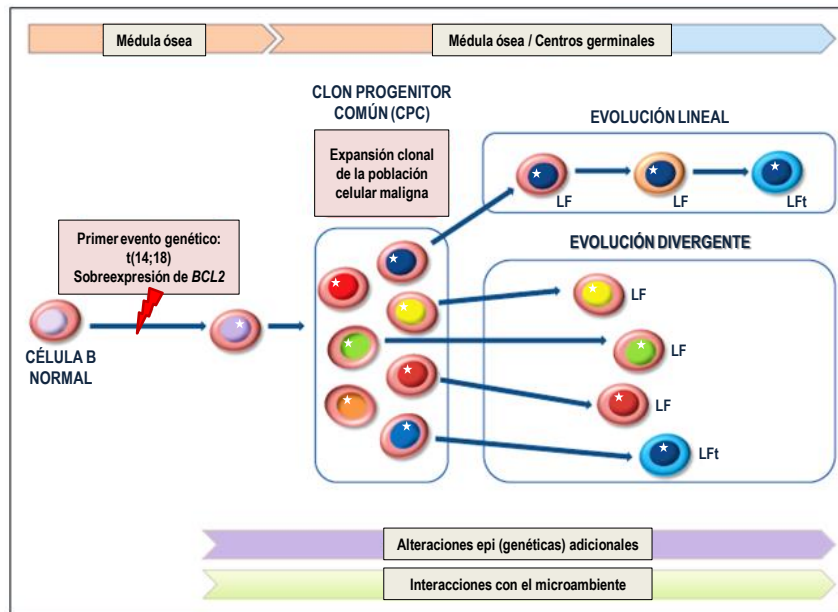 Médula ósea
Médula ósea / Centros germinales
CLON PROGENITOR
COMÚN (CPC)
Expansión clonal
de la población
celular maligna
EVOLUCIÓN LINEAL
LF
LF
LFt
Primer evento genético:
t(14;18)
Sobreexpresión de BCL2
CÉLULA B
NORMAL
EVOLUCIÓN DIVERGENTE
LF
LF
LF
LFt
Alteraciones epi (genéticas) adicionales
Interacciones con el microambiente